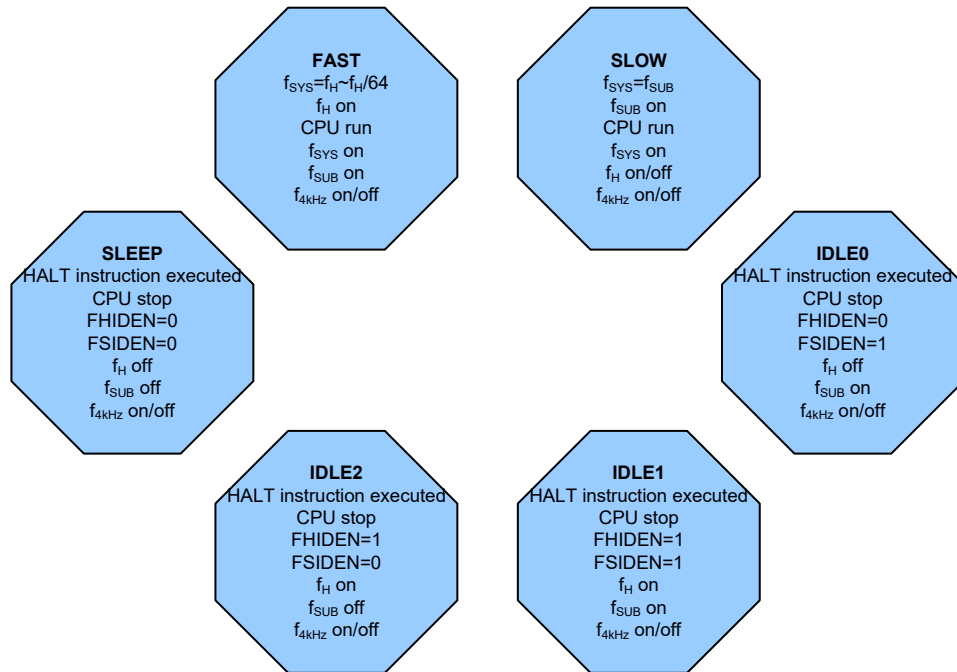 FAST
fSYS=fH~fH/64
fH on
CPU run
fSYS on
fSUB on
f4kHz on/off
SLOW
fSYS=fSUB
fSUB on
CPU run
fSYS on
fH on/off
f4kHz on/off
SLEEP
HALT instruction executed
CPU stop
FHIDEN=0
FSIDEN=0
fH off
fSUB off
f4kHz on/off
IDLE0
HALT instruction executed
CPU stop
FHIDEN=0
FSIDEN=1
fH off
fSUB on
f4kHz on/off
IDLE2
HALT instruction executed
CPU stop
FHIDEN=1
FSIDEN=0
fH on
fSUB off
f4kHz on/off
IDLE1
HALT instruction executed
CPU stop
FHIDEN=1
FSIDEN=1
fH on
fSUB on
f4kHz on/off